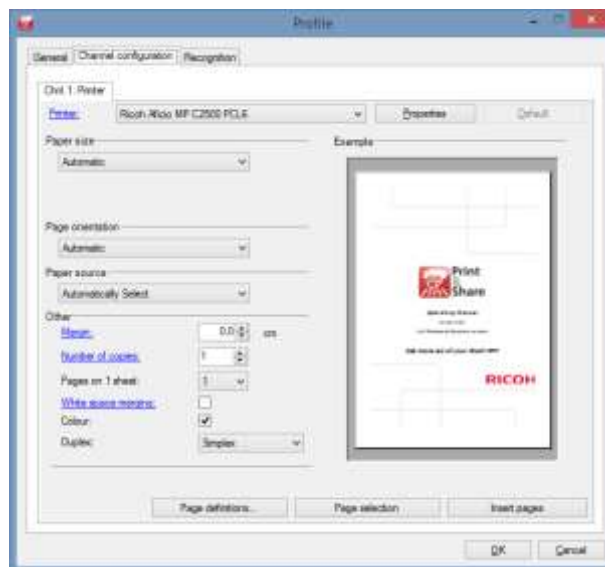 Profile
General Channel configuration Recognition
Chnl 1: Printer
Printer: Ricoh Aficio MP C2500 PCL6 Properties Default
Paper size Example
Automatic
Page orientation
Automatic
Paper source
Automatically Select
Other
Margin: 0,0 cm
Number of copies: 1
Pages on 1 sheet: 1
White space margins:
Colour:
Duplex: Simplex
Print
Share
RICOH
Page definitions... Page selection Insert pages
OK Cancel